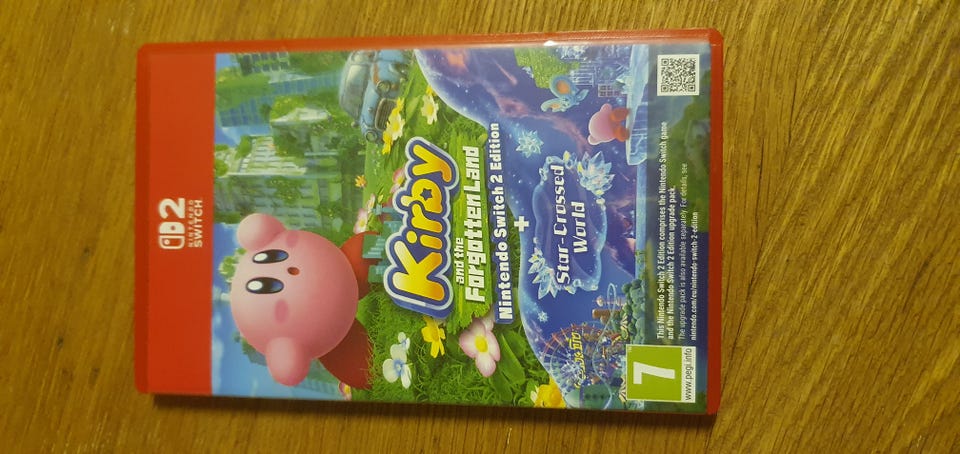 2
NINTENDO
SWITCH
Kirby
and the
Forgotten Land
Nintendo Switch 2 Edition
+
Star-Crossed
World
This Nintendo Switch 2 Edition comprises the Nintendo Switch game
and the Nintendo Switch 2 Edition upgrade pack.
The upgrade pack is also available separately. For details, see
nintendo.com/eu/nintendo-switch-2-edition
7
www.pegi.info